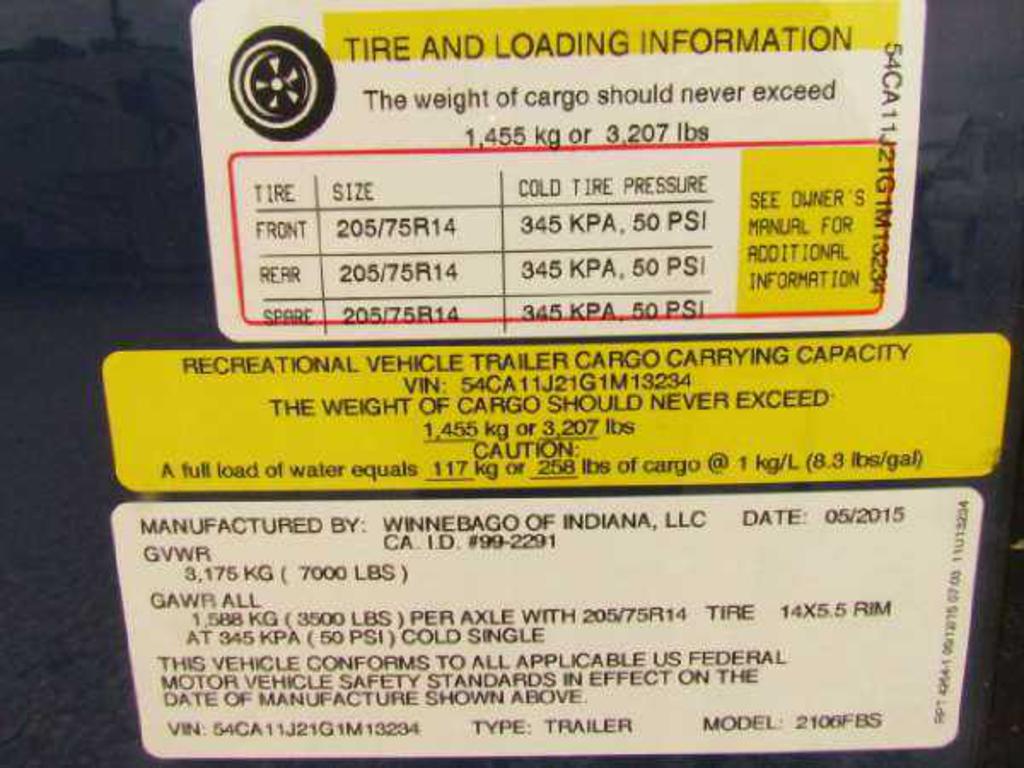 TIRE AND LOADING INFORMATION
The weight of cargo should never exceed
1,455 kg or 3,207 lbs
TIRE SIZE COLD TIRE PRESSURE
FRONT 205/75R14 345 KPA, 50 PSI
REAR 205/75R14 345 KPA, 50 PSI
SPARE 205/75R14 345 KPA, 50 PSI
SEE OWNER'S
MANUAL FOR
ADDITIONAL
INFORMATION
54CA11J21G1M13234
RECREATIONAL VEHICLE TRAILER CARGO CARRYING CAPACITY
VIN: 54CA11J21G1M13234
THE WEIGHT OF CARGO SHOULD NEVER EXCEED
1,455 kg or 3,207 lbs
CAUTION:
A full load of water equals 117 kg or 258 lbs of cargo @ 1 kg/L (8.3 lbs/gal)
MANUFACTURED BY: WINNEBAGO OF INDIANA, LLC DATE: 05/2015
CA. I.D. #99-2291
GVWR
3,175 KG ( 7000 LBS )
GAWR ALL
1,588 KG ( 3500 LBS ) PER AXLE WITH 205/75R14 TIRE 14X5.5 RIM
AT 345 KPA ( 50 PSI ) COLD SINGLE
THIS VEHICLE CONFORMS TO ALL APPLICABLE US FEDERAL
MOTOR VEHICLE SAFETY STANDARDS IN EFFECT ON THE
DATE OF MANUFACTURE SHOWN ABOVE.
VIN: 54CA11J21G1M13234 TYPE: TRAILER MODEL: 2106FBS